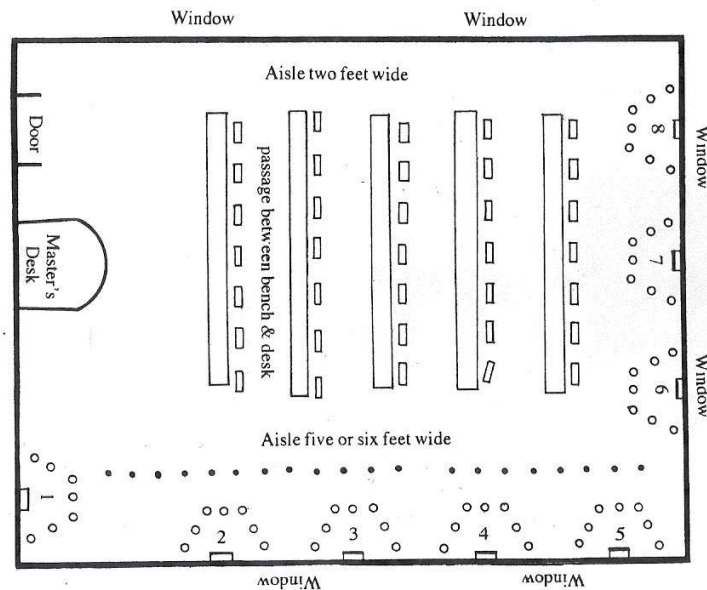 Window
Window
Aisle two feet wide
Door
Master's
Desk
passage between bench & desk
8
Window
7
6
Window
Aisle five or six feet wide
1
2
3
4
5
Window
Window